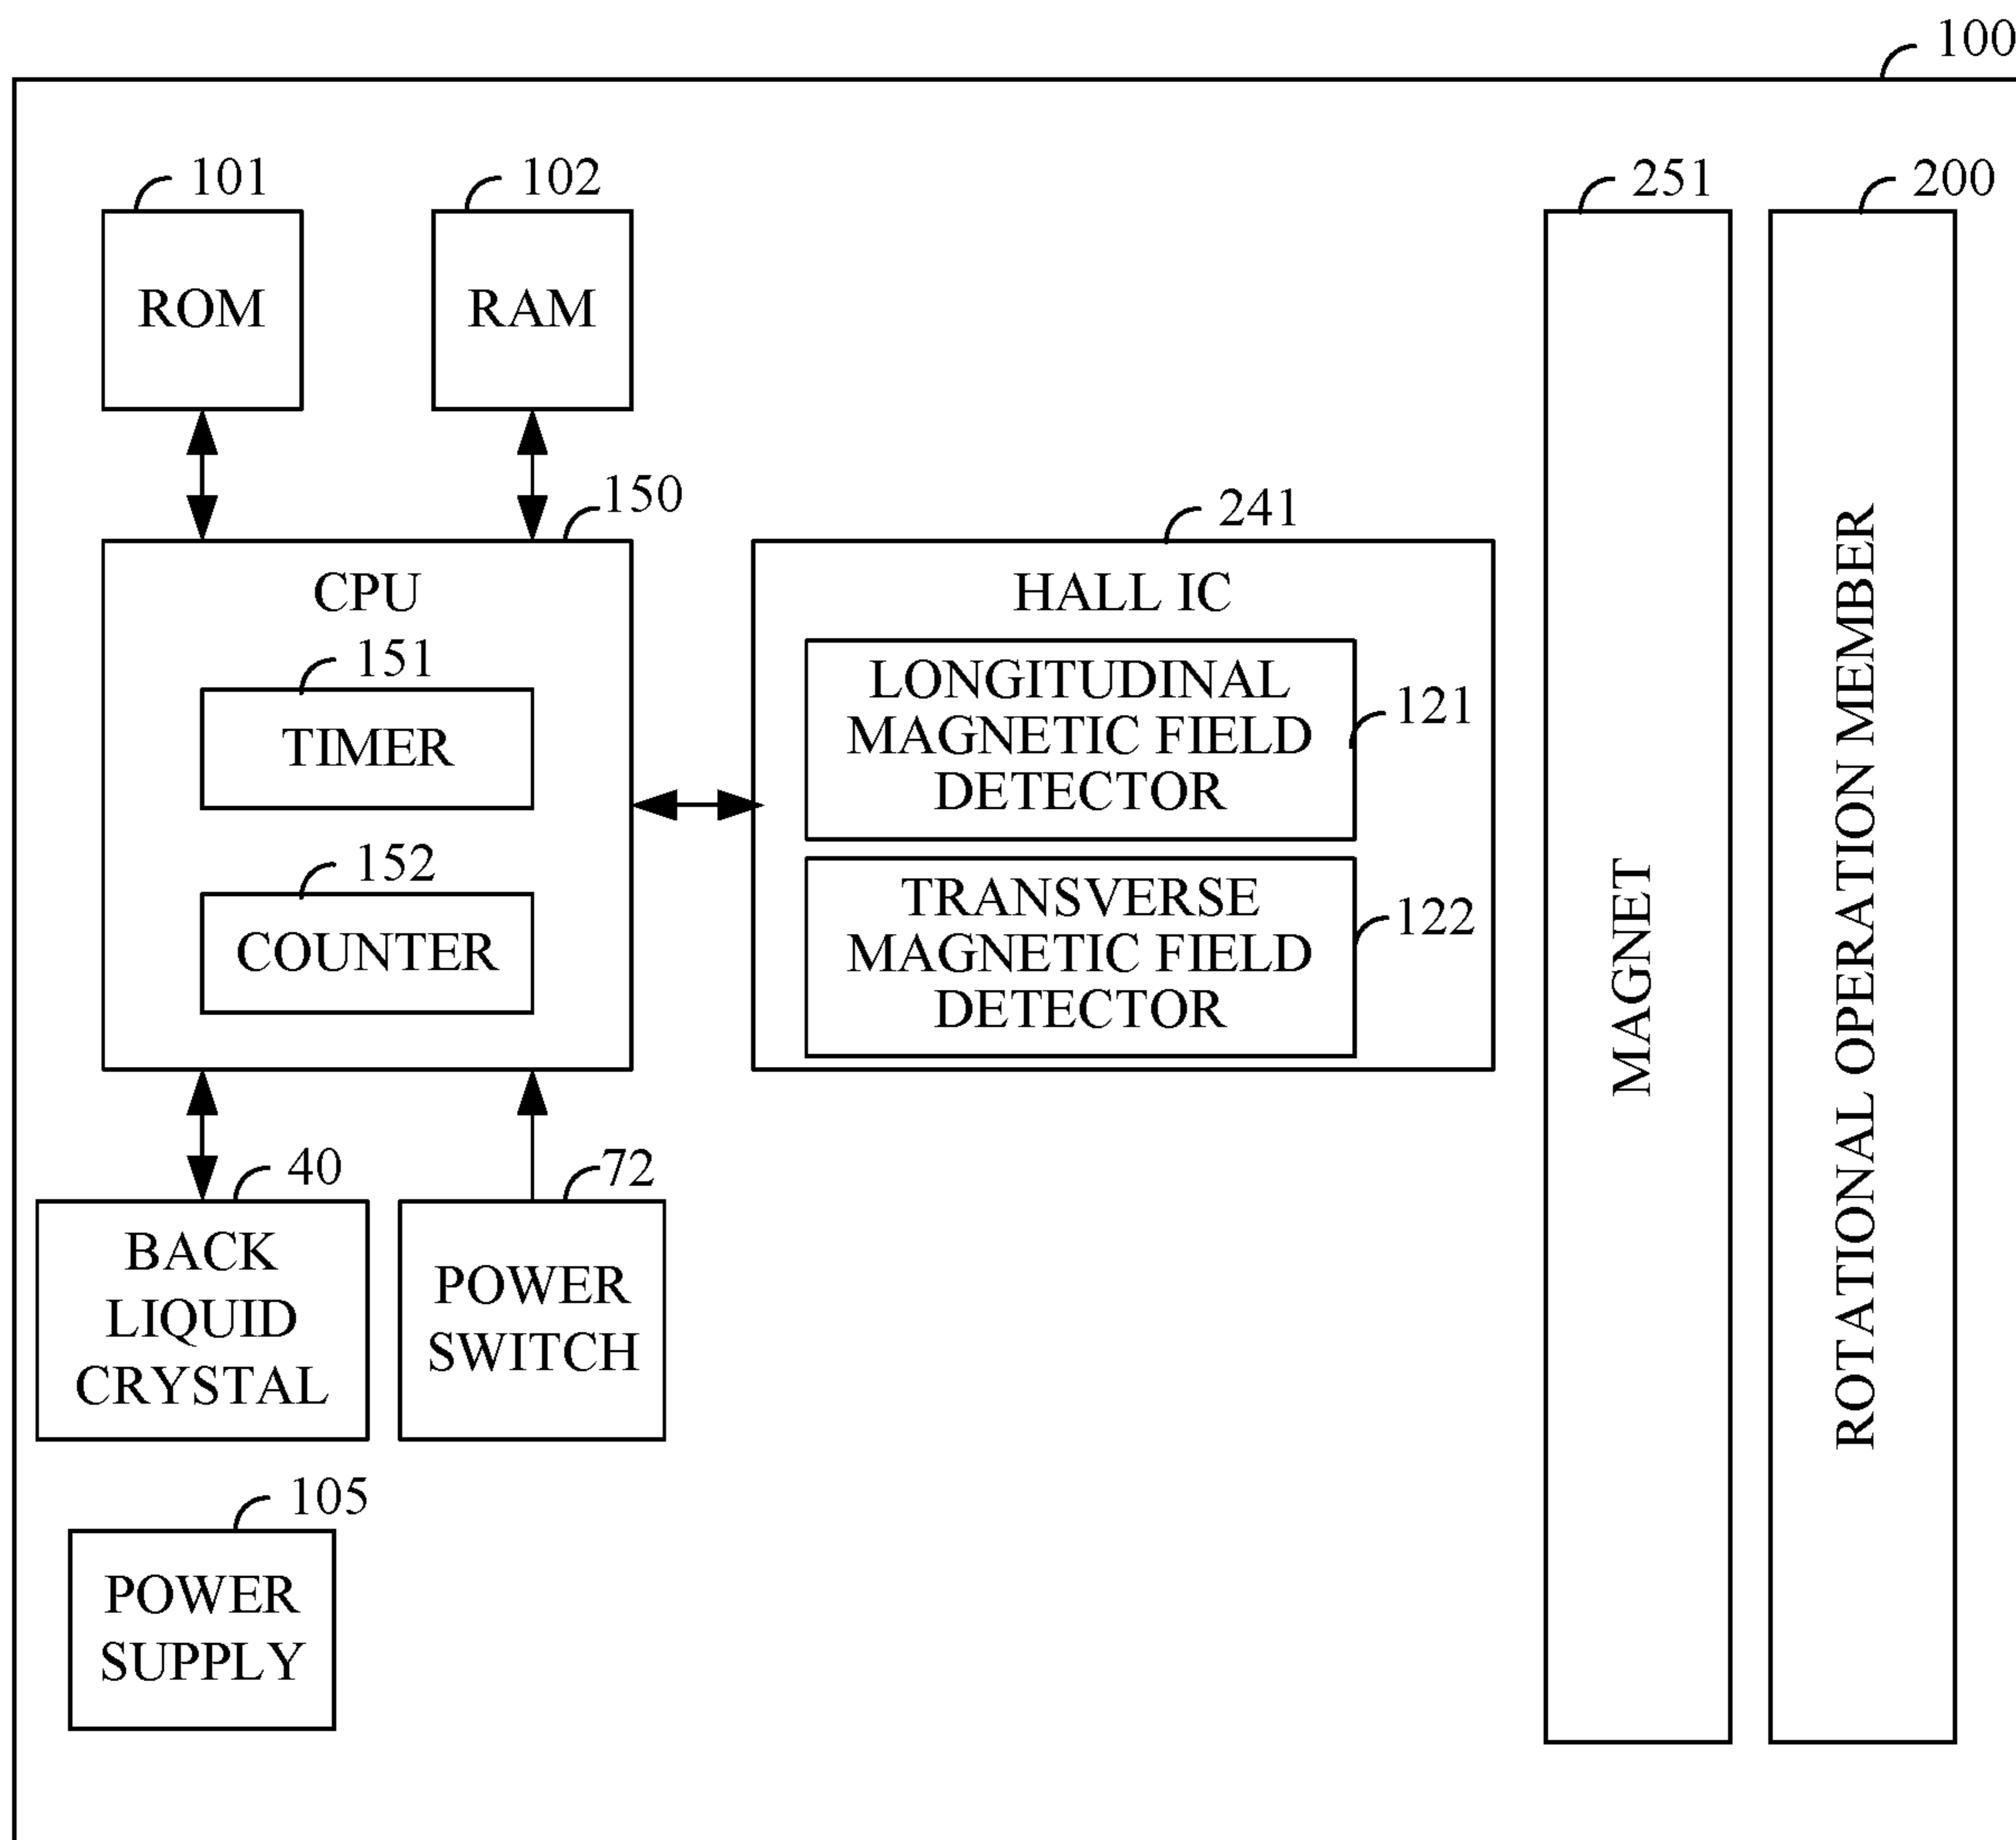 100
101
102
251
200
ROM
RAM
150
241
CPU
HALL IC
151
TIMER
LONGITUDINAL
MAGNETIC FIELD
DETECTOR
121
152
COUNTER
TRANSVERSE
MAGNETIC FIELD
DETECTOR
122
MAGNET
ROTATIONAL OPERATION MEMBER
40
72
BACK
LIQUID
CRYSTAL
POWER
SWITCH
105
POWER
SUPPLY